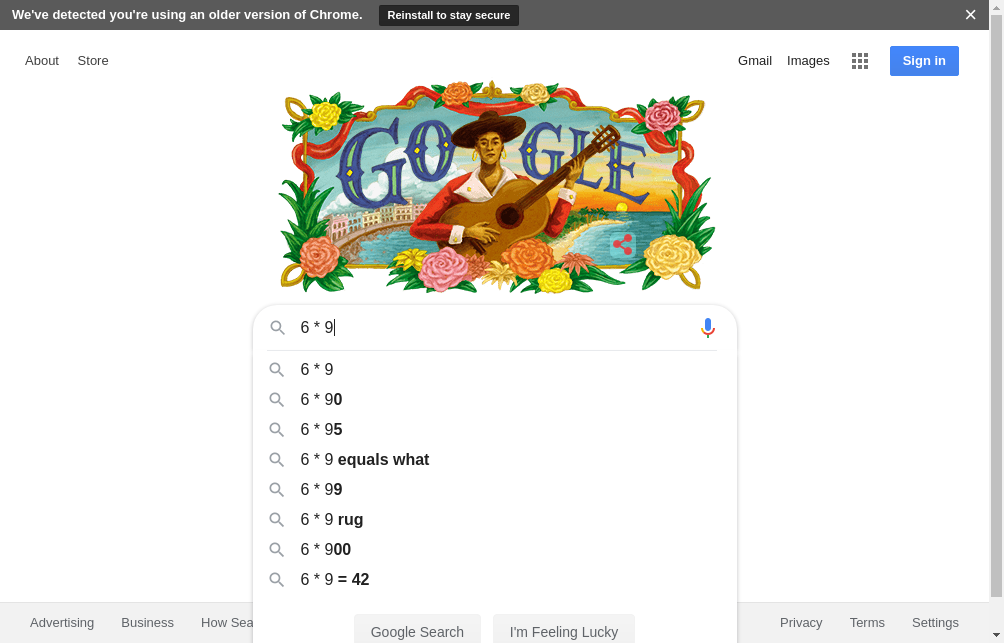 We've detected you're using an older version of Chrome. Reinstall to stay secure
About Store Gmail Images Sign in
GOOGLE
6 * 9
6 * 9
6 * 90
6 * 95
6 * 9 equals what
6 * 99
6 * 9 rug
6 * 900
6 * 9 = 42
Advertising Business How Sea Privacy Terms Settings
Google Search I'm Feeling Lucky